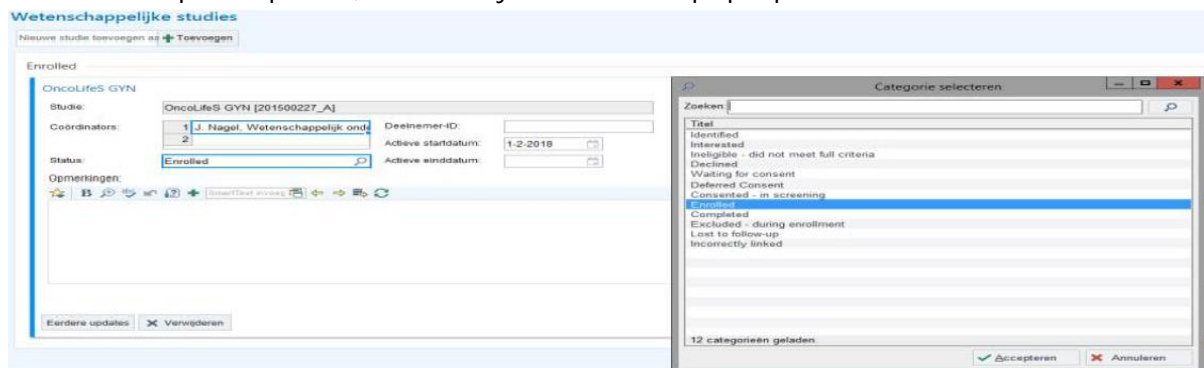 Wetenschappelijke studies
Nieuwe studie toevoegen aa + Toevoegen
Enrolled
OncoLifeS GYN
Studie: OncoLifeS GYN [201500227_A]
Coördinators: 1 J. Nagel, Wetenschappelijk onde
2
Deelnemer-ID:
Actieve startdatum: 1-2-2018
Status: Enrolled
Actieve einddatum:
Opmerkingen:
B
Eerdere updates
Verwijderen
Categorie selecteren
Zoeken:
Titel
Identified
Interested
Ineligible - did not meet full criteria
Declined
Waiting for consent
Deferred Consent
Consented - in screening
Enrolled
Completed
Excluded - during enrollment
Lost to follow-up
Incorrectly linked
12 categorieën geladen.
Accepteren
Annuleren